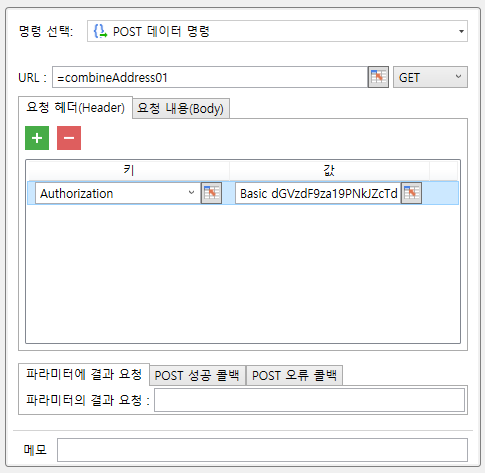 명령 선택: POST 데이터 명령
URL : =combineAddress01 GET
요청 헤더(Header) 요청 내용(Body)
키 값
Authorization Basic dGVzdF9za19PNkJZcTd
파라미터에 결과 요청 POST 성공 콜백 POST 오류 콜백
파라미터의 결과 요청 :
메모